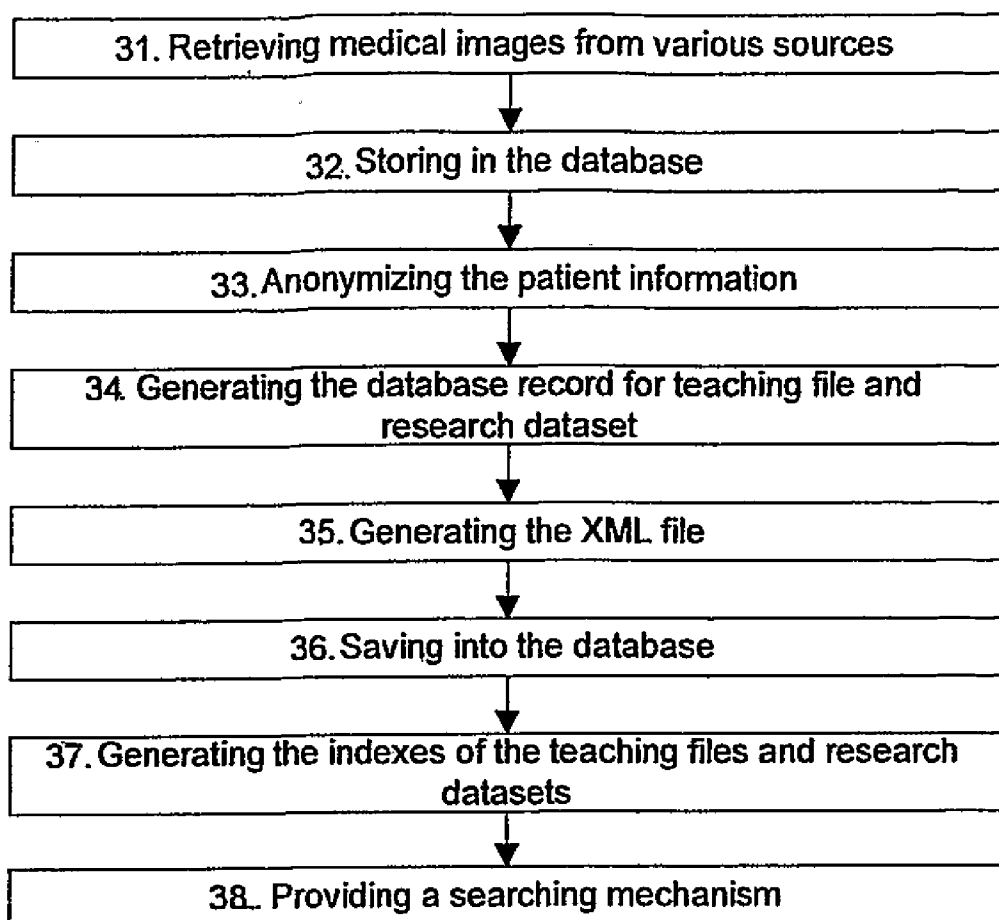 31. Retrieving medical images from various sources
32. Storing in the database
33. Anonymizing the patient information
34. Generating the database record for teaching file and
research dataset
35. Generating the XML file
36. Saving into the database
37. Generating the indexes of the teaching files and research
datasets
38. Providing a searching mechanism